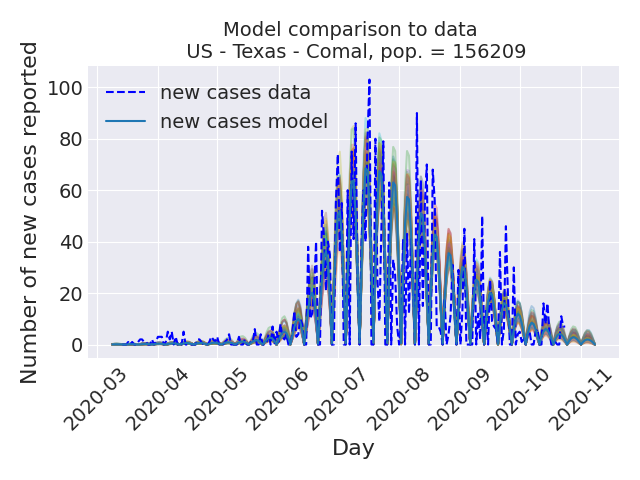 Model comparison to data
US - Texas - Comal, pop. = 156209
Number of new cases reported
100
80
60
40
20
0
new cases data
new cases model
2020-03
2020-04
2020-05
2020-06
2020-07
2020-08
2020-09
2020-10
2020-11
Day